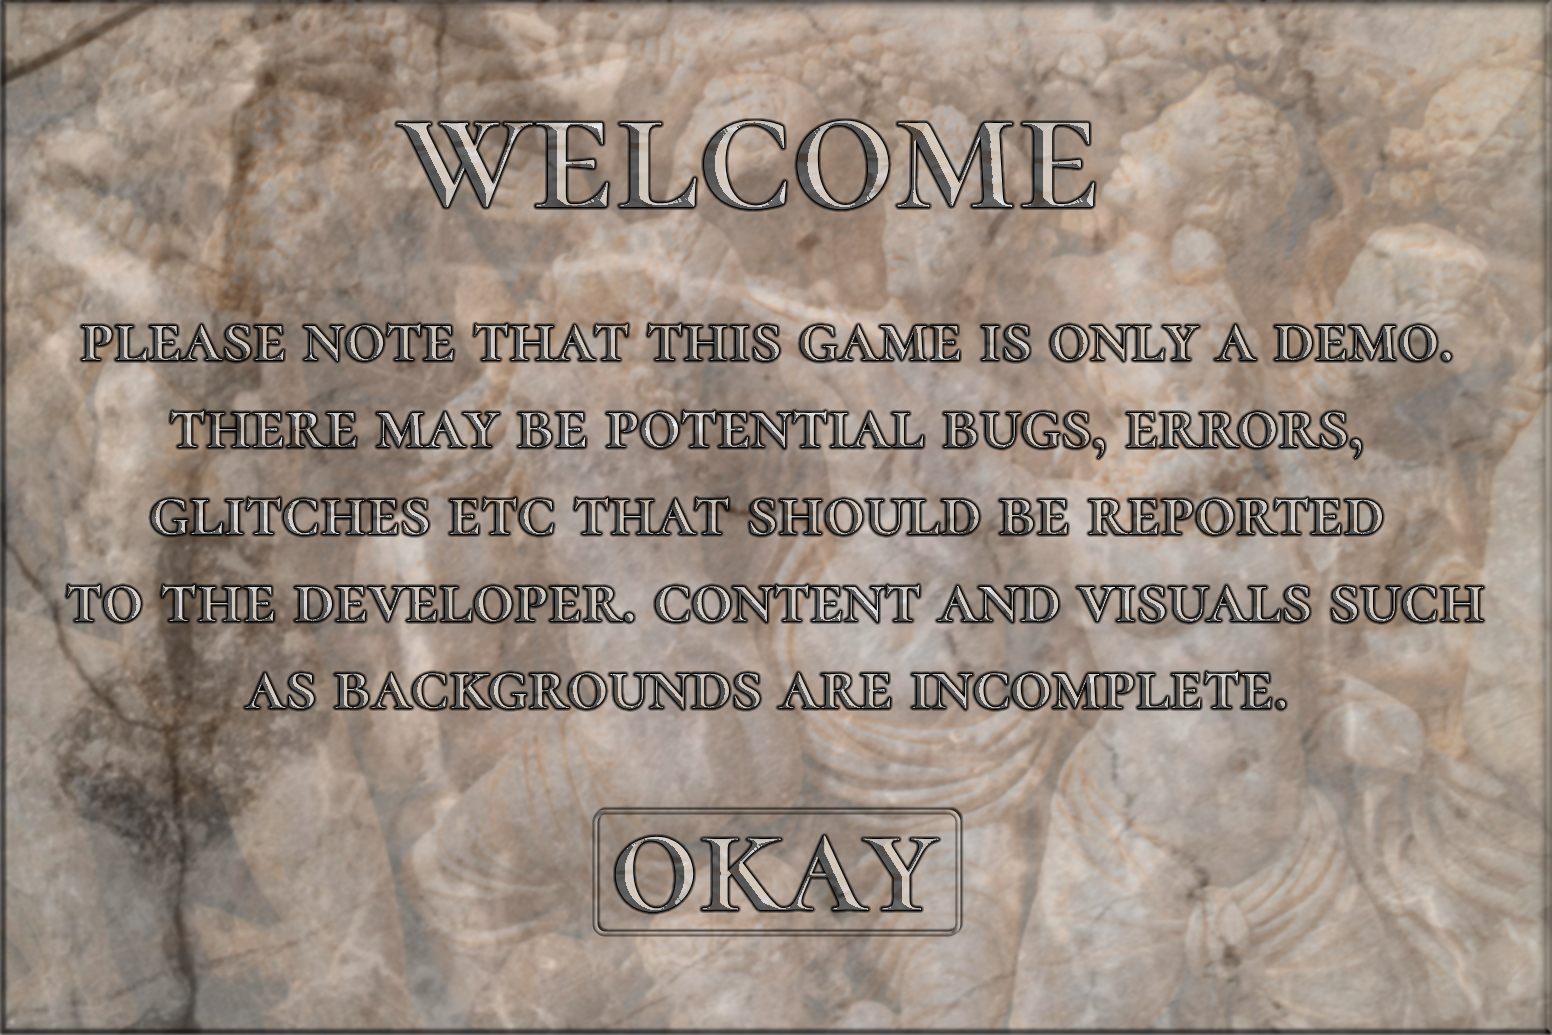 WELCOME
PLEASE NOTE THAT THIS GAME IS ONLY A DEMO.
THERE MAY BE POTENTIAL BUGS, ERRORS,
GLITCHES ETC THAT SHOULD BE REPORTED
TO THE DEVELOPER. CONTENT AND VISUALS SUCH
AS BACKGROUNDS ARE INCOMPLETE.
OKAY